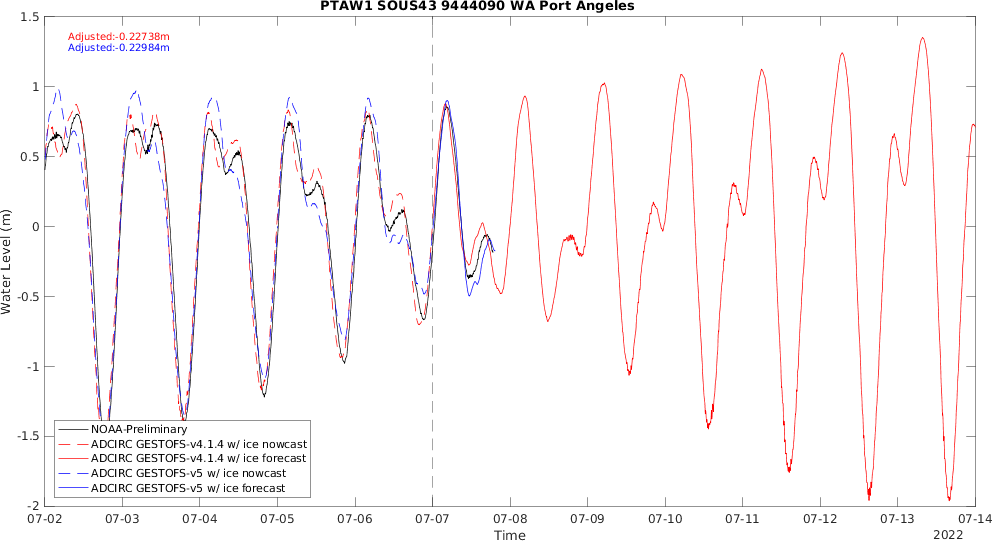 PTAW1 SOUS43 9444090 WA Port Angeles
Adjusted:-0.22738m
Adjusted:-0.22984m
1.5
1
0.5
0
-0.5
-1
-1.5
-2
Water Level (m)
NOAA-Preliminary
ADCIRC GESTOFS-v4.1.4 w/ ice nowcast
ADCIRC GESTOFS-v4.1.4 w/ ice forecast
ADCIRC GESTOFS-v5 w/ ice nowcast
ADCIRC GESTOFS-v5 w/ ice forecast
07-02 07-03 07-04 07-05 07-06 07-07 07-08 07-09 07-10 07-11 07-12 07-13 07-14
Time
2022